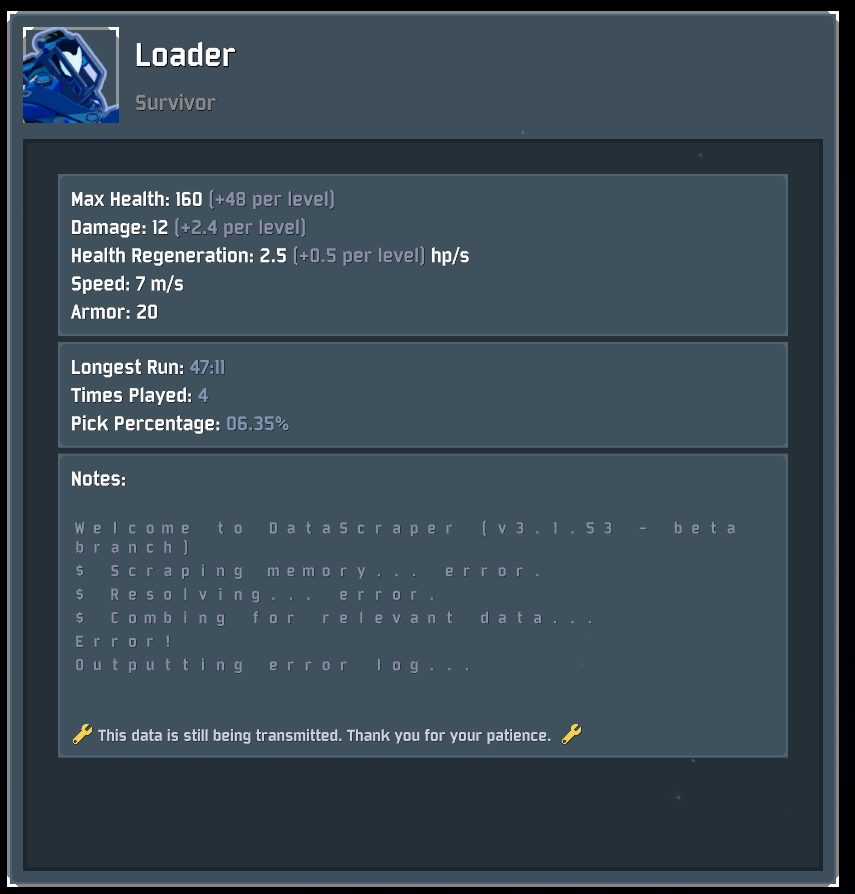 Loader
Survivor
Max Health: 160 (+48 per level)
Damage: 12 (+2.4 per level)
Health Regeneration: 2.5 (+0.5 per level) hp/s
Speed: 7 m/s
Armor: 20
Longest Run: 47:11
Times Played: 4
Pick Percentage: 06.35%
Notes:
Welcome to DataScraper (v3.1.53 - beta
branch)
$ Scraping memory... error.
$ Resolving... error.
$ Combing for relevant data...
Error!
Outputting error log...
This data is still being transmitted. Thank you for your patience.